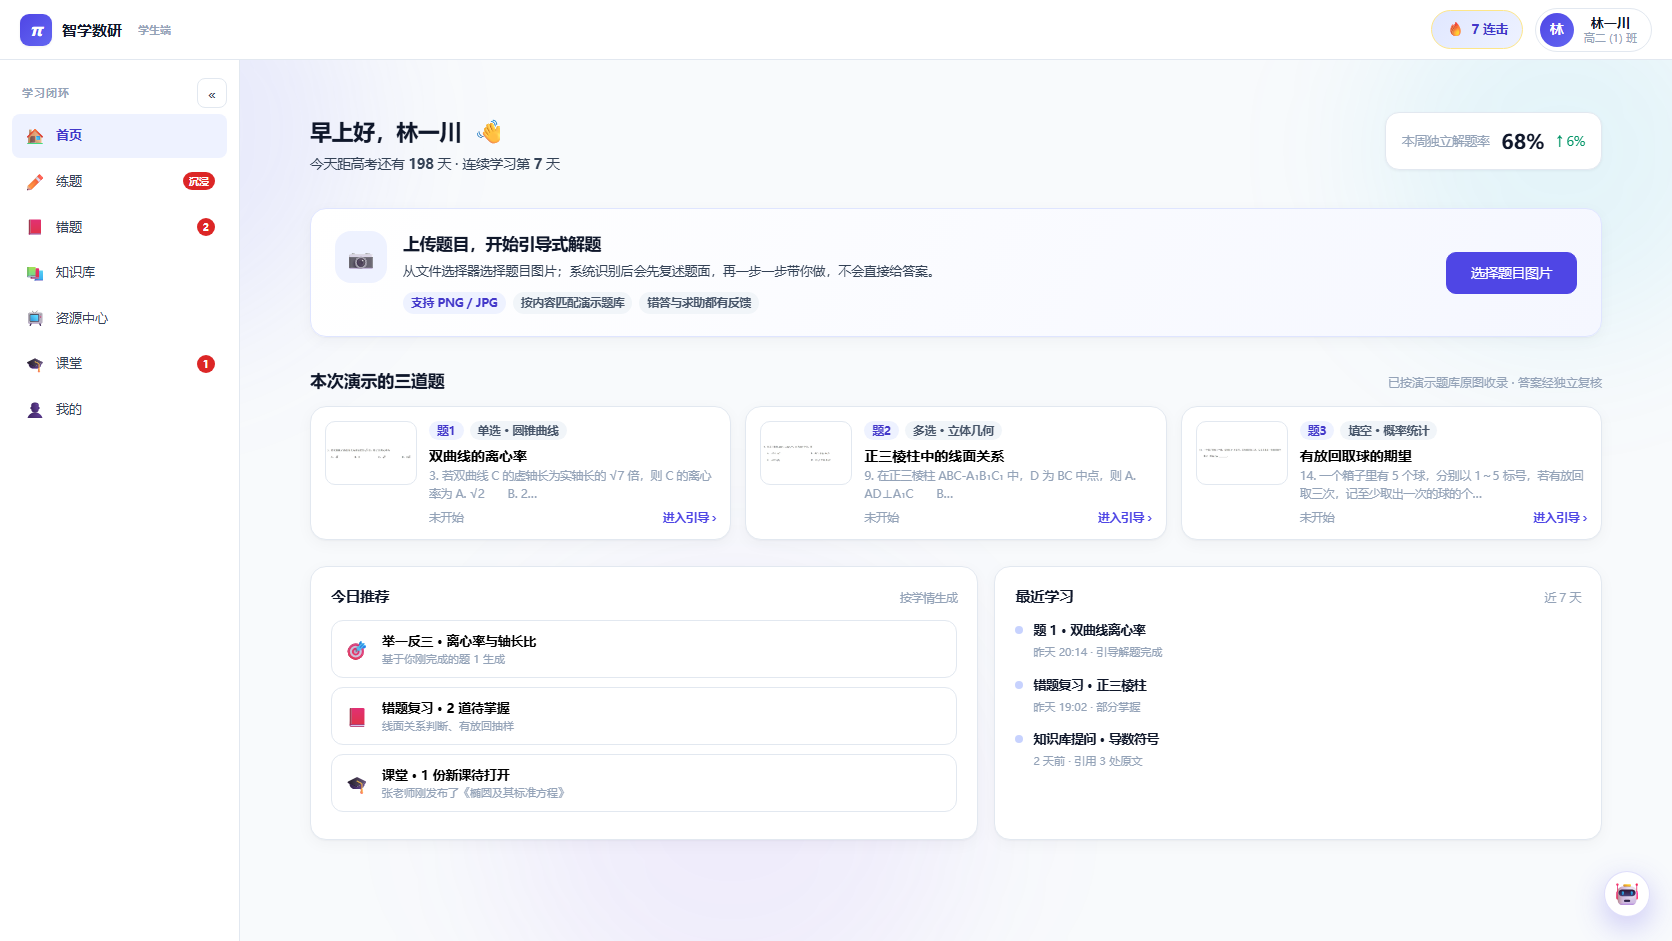 π 智学数研 学生端
7 连击
林 林一川
高二 (1) 班
学习闭环 «
首页
练题 沉浸
错题 2
知识库
资源中心
课堂 1
我的
早上好，林一川
今天距高考还有 198 天 · 连续学习第 7 天
本周独立解题率 68% ↑ 6%
上传题目，开始引导式解题
从文件选择器选择题目图片；系统识别后会先复述题面，再一步一步带你做，不会直接给答案。
支持 PNG / JPG 按内容匹配演示题库 错答与求助都有反馈
选择题目图片
本次演示的三道题
已按演示题库原图收录 · 答案经独立复核
题1 单选 • 圆锥曲线
双曲线的离心率
3. 若双曲线 C 的虚轴长为实轴长的 √7 倍，则 C 的离心
率为 A. √2 B. 2...
未开始 进入引导 ›
题2 多选 • 立体几何
正三棱柱中的线面关系
9. 在正三棱柱 ABC-A₁B₁C₁ 中，D 为 BC 中点，则 A.
AD⊥A₁C B...
未开始 进入引导 ›
题3 填空 • 概率统计
有放回取球的期望
14. 一个箱子里有 5 个球，分别以 1～5 标号，若有放回
取三次，记至少取出一次的球的个...
未开始 进入引导 ›
今日推荐 按学情生成
举一反三 • 离心率与轴长比
基于你刚完成的题 1 生成
错题复习 • 2 道待掌握
线面关系判断、有放回抽样
课堂 • 1 份新课待打开
张老师刚发布了《椭圆及其标准方程》
最近学习 近 7 天
题 1 • 双曲线离心率
昨天 20:14 · 引导解题完成
错题复习 • 正三棱柱
昨天 19:02 · 部分掌握
知识库提问 • 导数符号
2 天前 · 引用 3 处原文